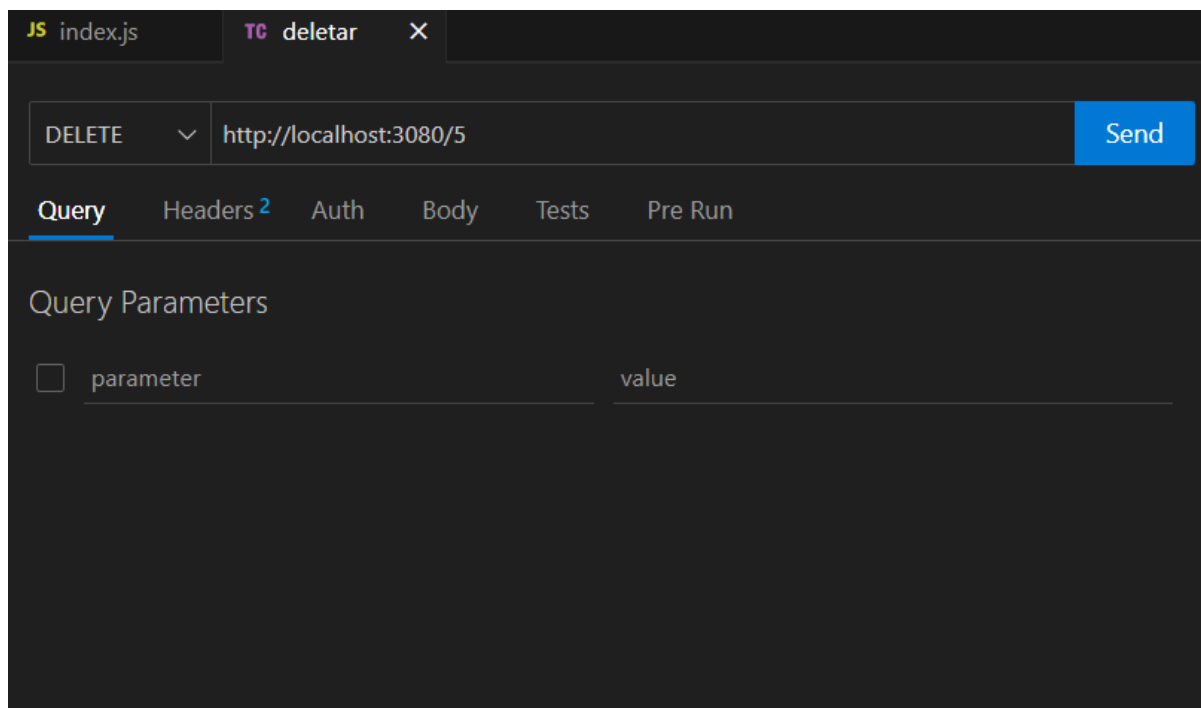 JS index.js TC deletar ×
DELETE http://localhost:3080/5 Send
Query Headers 2 Auth Body Tests Pre Run
Query Parameters
parameter value